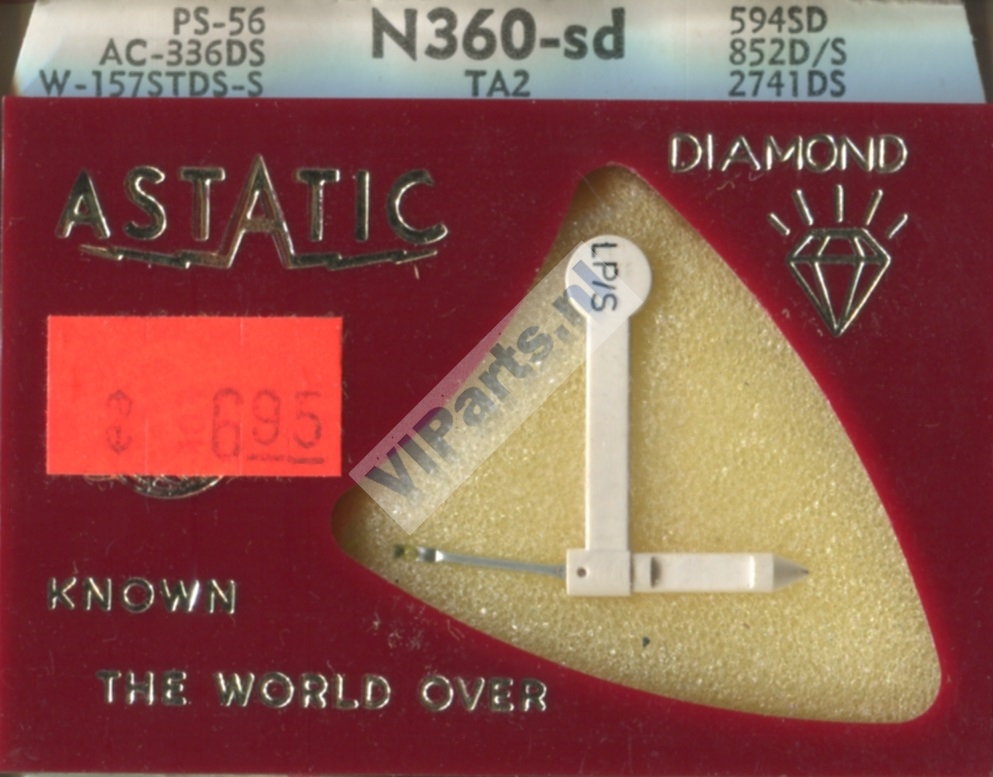 PS-56
AC-336DS
W-157STDS-S
N360-sd
TA2
594SD
852D/S
2741DS
ASTATIC
DIAMOND
LP/S
VIParts.nl
695
KNOWN
THE WORLD OVER